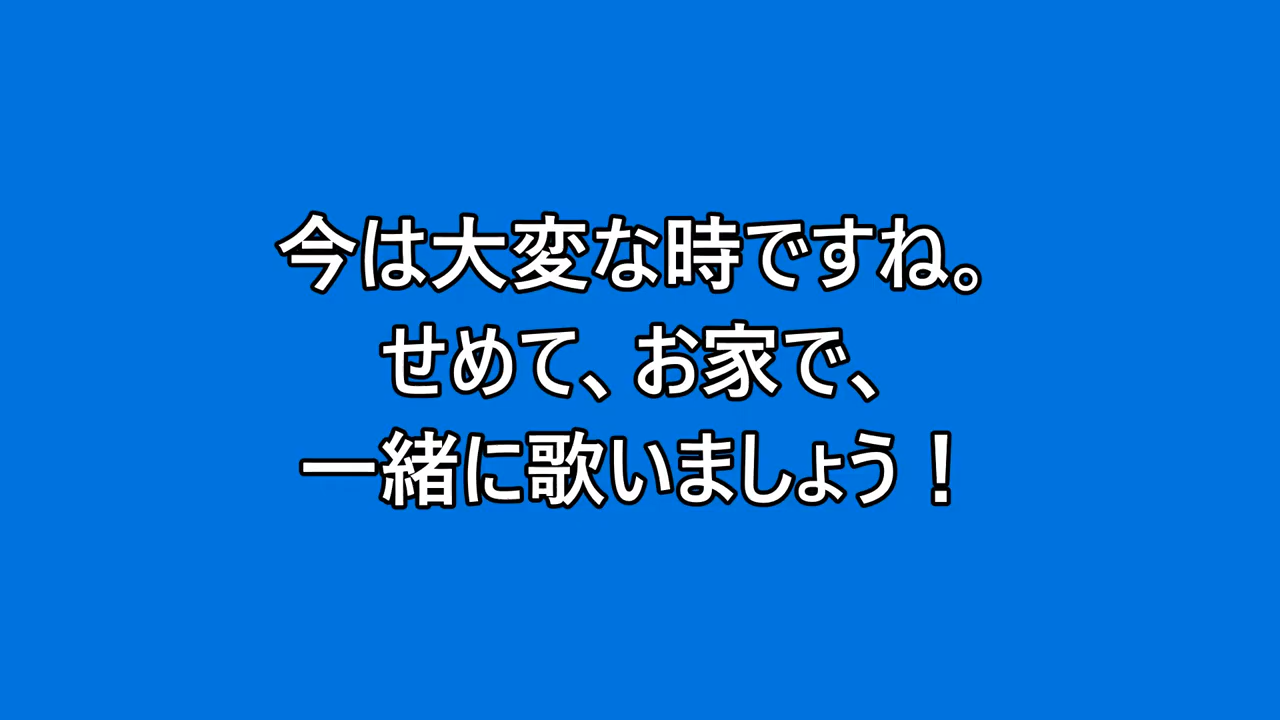 今は大変な時ですね。
せめて、お家で、
一緒に歌いましょう！